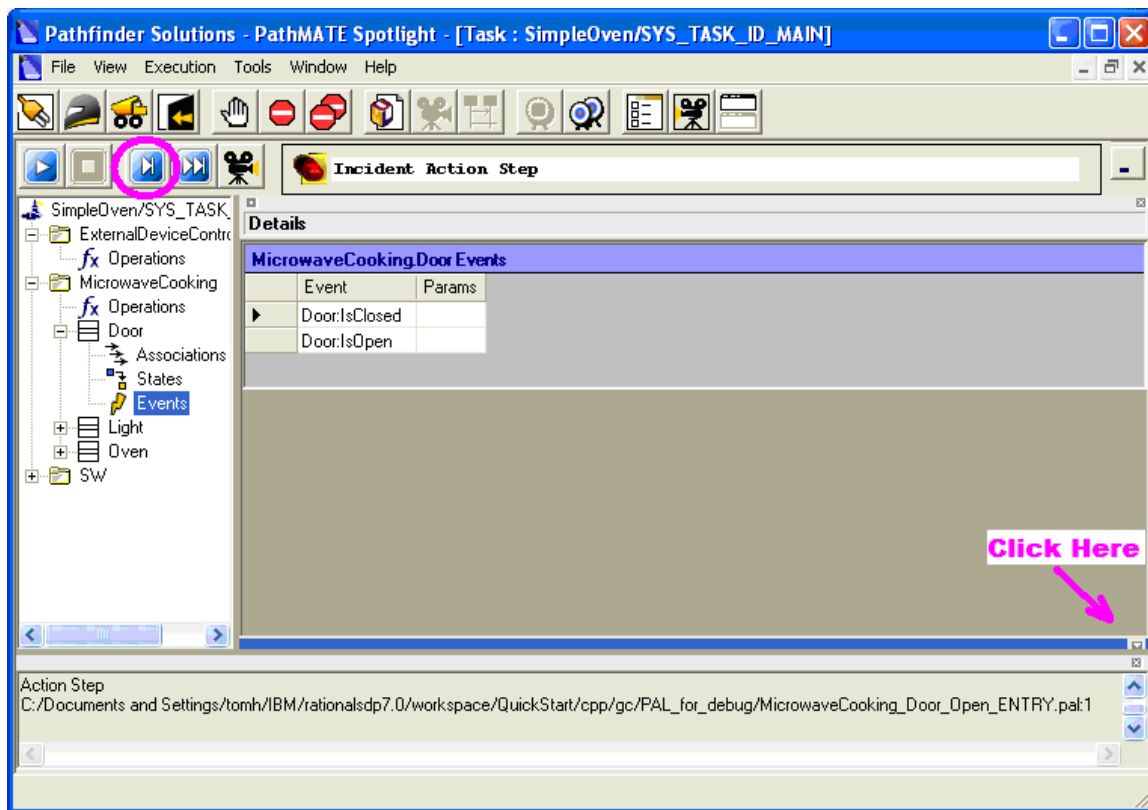 Pathfinder Solutions - PathMATE Spotlight - [Task : SimpleOven/SYS_TASK_ID_MAIN]
File View Execution Tools Window Help
Incident Action Step
SimpleOven/SYS_TASK_
ExternalDeviceContro
fx Operations
MicrowaveCooking
fx Operations
Door
Associations
States
Events
Light
Oven
SW
Details
MicrowaveCooking.Door Events
Event Params
Door:IsClosed
Door:IsOpen
Click Here
Action Step
C:/Documents and Settings/tomh/IBM/rationalsdp7.0/workspace/QuickStart/cpp/gc/PAL_for_debug/MicrowaveCooking_Door_Open_ENTRY.pal:1